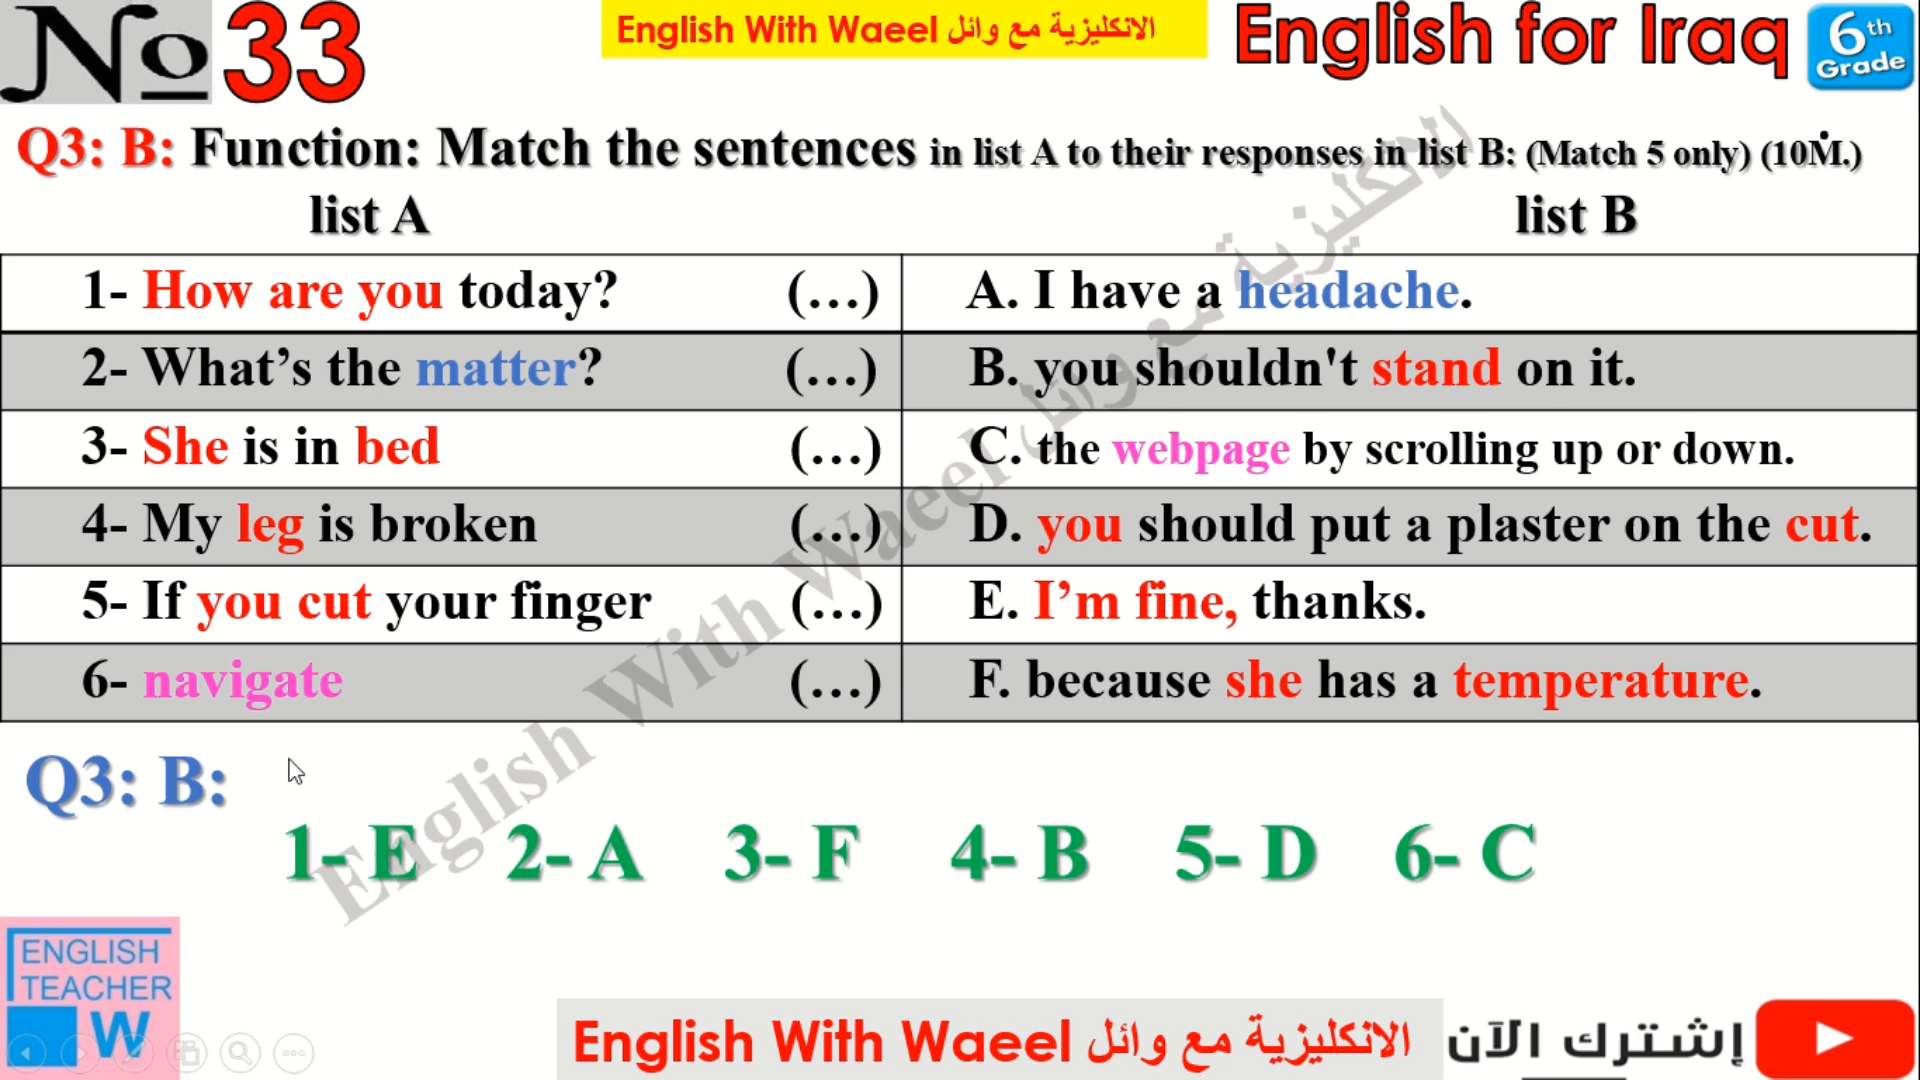 No 33
English With Waeel الانكليزية مع وائل
English for Iraq
6th Grade
Q3: B: Function: Match the sentences in list A to their responses in list B: (Match 5 only) (10M.)
list A list B
1- How are you today? (…) A. I have a headache.
2- What’s the matter? (…) B. you shouldn't stand on it.
3- She is in bed (…) C. the webpage by scrolling up or down.
4- My leg is broken (…) D. you should put a plaster on the cut.
5- If you cut your finger (…) E. I’m fine, thanks.
6- navigate (…) F. because she has a temperature.
English With Waeel الانكليزية مع وائل
Q3: B:
1- E 2- A 3- F 4- B 5- D 6- C
ENGLISH
TEACHER
W
English With Waeel الانكليزية مع وائل
إشترك الآن